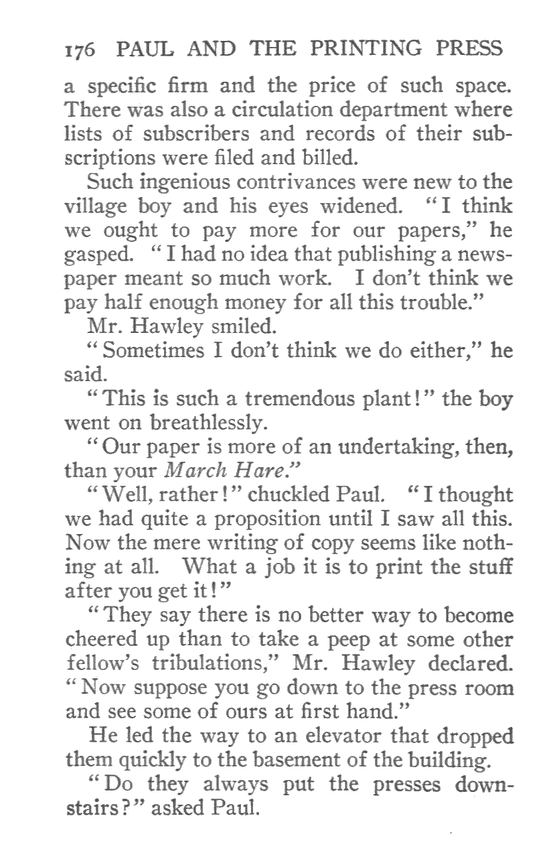 176 PAUL AND THE PRINTING PRESS
a specific firm and the price of such space.
There was also a circulation department where
lists of subscribers and records of their sub-
scriptions were filed and billed.
Such ingenious contrivances were new to the
village boy and his eyes widened. “I think
we ought to pay more for our papers,” he
gasped. “I had no idea that publishing a news-
paper meant so much work. I don’t think we
pay half enough money for all this trouble.”
Mr. Hawley smiled.
“Sometimes I don’t think we do either,” he
said.
“This is such a tremendous plant!” the boy
went on breathlessly.
“Our paper is more of an undertaking, then,
than your March Hare.”
“Well, rather!” chuckled Paul. “I thought
we had quite a proposition until I saw all this.
Now the mere writing of copy seems like noth-
ing at all. What a job it is to print the stuff
after you get it!”
“They say there is no better way to become
cheered up than to take a peep at some other
fellow’s tribulations,” Mr. Hawley declared.
“Now suppose you go down to the press room
and see some of ours at first hand.”
He led the way to an elevator that dropped
them quickly to the basement of the building.
“Do they always put the presses down-
stairs?” asked Paul.